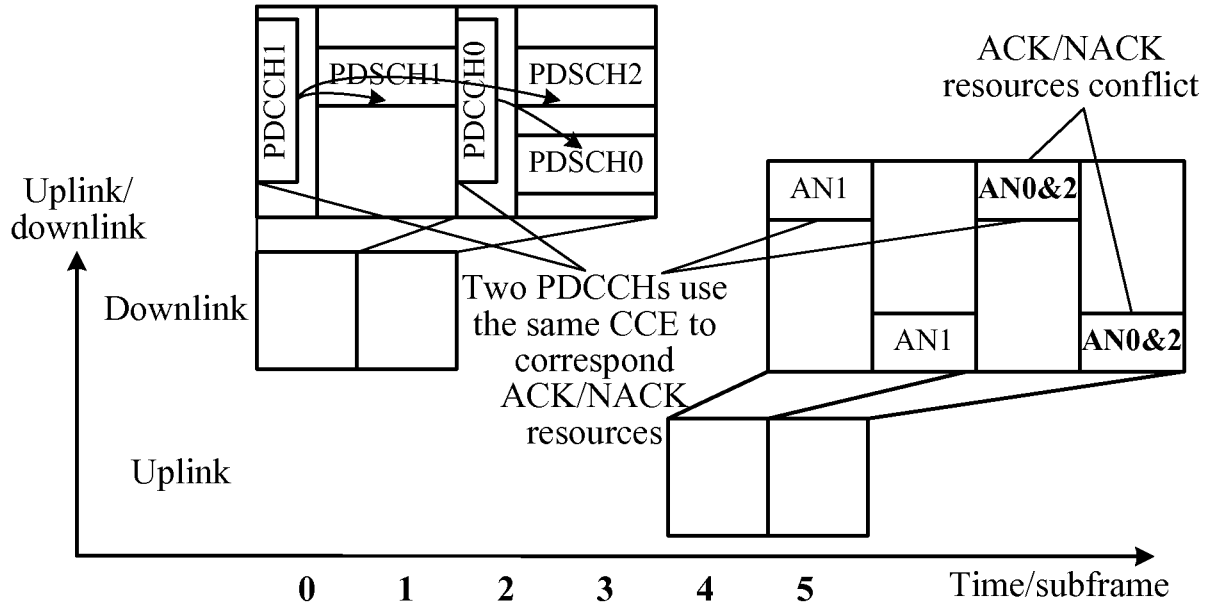 PDCCH1
PDSCH1
PDCCH0
PDSCH2
PDSCH0
ACK/NACK
resources conflict
Uplink/
downlink
AN1
AN0&2
AN1
AN0&2
Downlink
Two PDCCHs use
the same CCE to
correspond
ACK/NACK
resources
Uplink
0 1 2 3 4 5
Time/subframe